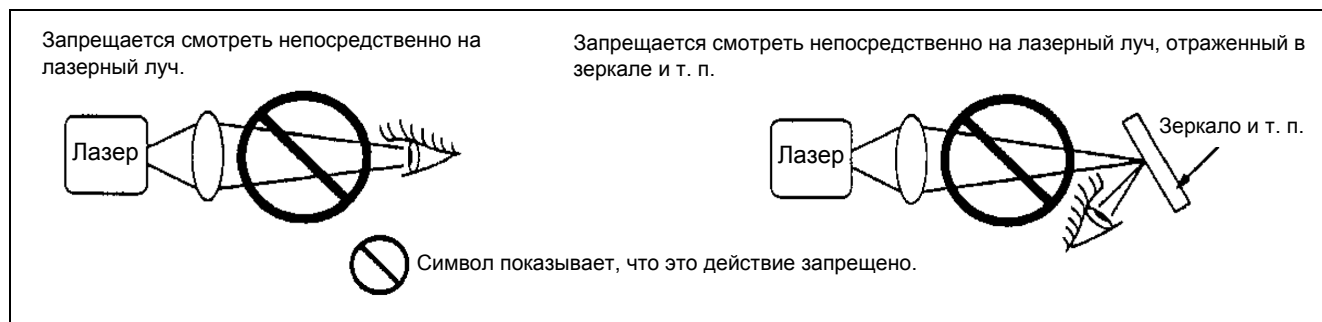 Запрещается смотреть непосредственно на
лазерный луч.
Запрещается смотреть непосредственно на лазерный луч, отраженный в
зеркале и т. п.
Лазер
Лазер
Зеркало и т. п.
Символ показывает, что это действие запрещено.